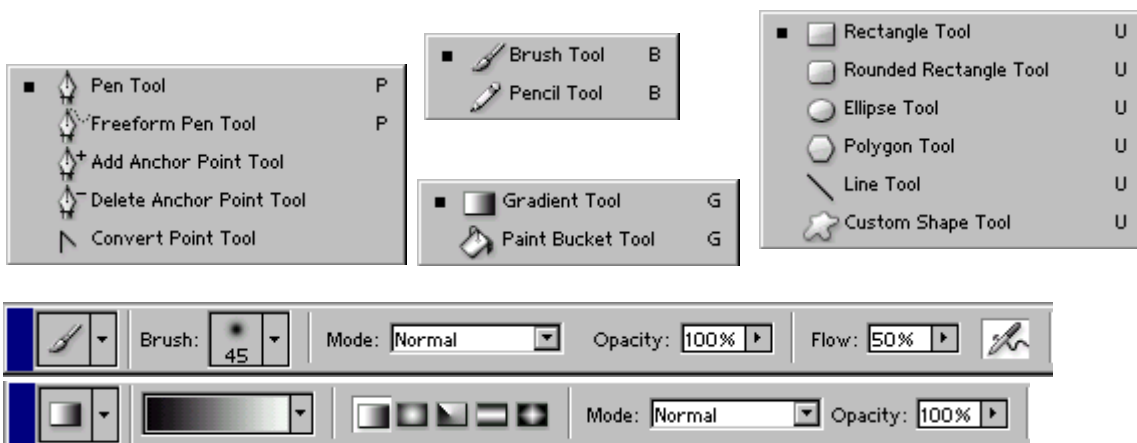 Pen Tool P
Freeform Pen Tool P
Add Anchor Point Tool
Delete Anchor Point Tool
Convert Point Tool
Brush Tool B
Pencil Tool B
Gradient Tool G
Paint Bucket Tool G
Rectangle Tool U
Rounded Rectangle Tool U
Ellipse Tool U
Polygon Tool U
Line Tool U
Custom Shape Tool U
Brush: 45 Mode: Normal Opacity: 100% Flow: 50%
Mode: Normal Opacity: 100%